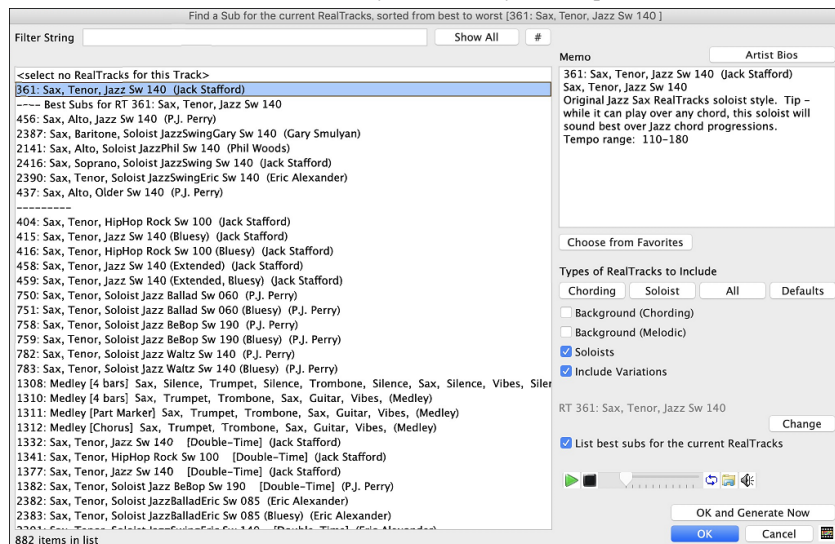 Find a Sub for the current RealTracks, sorted from best to worst [361: Sax, Tenor, Jazz Sw 140 ]
Filter String
Show All
#
<select no RealTracks for this Track>
361: Sax, Tenor, Jazz Sw 140 (Jack Stafford)
---- Best Subs for RT 361: Sax, Tenor, Jazz Sw 140
456: Sax, Alto, Jazz Sw 140 (P.J. Perry)
2387: Sax, Baritone, Soloist JazzSwingGary Sw 140 (Gary Smulyan)
2141: Sax, Alto, Soloist JazzPhil Sw 140 (Phil Woods)
2416: Sax, Soprano, Soloist JazzSwing Sw 140 (Jack Stafford)
2390: Sax, Tenor, Soloist JazzSwingEric Sw 140 (Eric Alexander)
437: Sax, Alto, Older Sw 140 (P.J. Perry)
---------
404: Sax, Tenor, HipHop Rock Sw 100 (Jack Stafford)
415: Sax, Tenor, Jazz Sw 140 (Bluesy) (Jack Stafford)
416: Sax, Tenor, HipHop Rock Sw 100 (Bluesy) (Jack Stafford)
458: Sax, Tenor, Jazz Sw 140 (Extended) (Jack Stafford)
459: Sax, Tenor, Jazz Sw 140 (Extended, Bluesy) (Jack Stafford)
750: Sax, Tenor, Soloist Jazz Ballad Sw 060 (P.J. Perry)
751: Sax, Tenor, Soloist Jazz Ballad Sw 060 (Bluesy) (P.J. Perry)
758: Sax, Tenor, Soloist Jazz BeBop Sw 190 (P.J. Perry)
759: Sax, Tenor, Soloist Jazz BeBop Sw 190 (Bluesy) (P.J. Perry)
782: Sax, Tenor, Soloist Jazz Waltz Sw 140 (P.J. Perry)
783: Sax, Tenor, Soloist Jazz Waltz Sw 140 (Bluesy) (P.J. Perry)
1308: Medley [4 bars] Sax, Silence, Trumpet, Silence, Trombone, Silence, Sax, Silence, Vibes, Siler
1310: Medley [4 bars] Sax, Trumpet, Trombone, Sax, Guitar, Vibes, (Medley)
1311: Medley [Part Marker] Sax, Trumpet, Trombone, Sax, Guitar, Vibes, (Medley)
1312: Medley [Chorus] Sax, Trumpet, Trombone, Sax, Guitar, Vibes, (Medley)
1332: Sax, Tenor, Jazz Sw 140 [Double-Time] (Jack Stafford)
1341: Sax, Tenor, HipHop Rock Sw 100 [Double-Time] (Jack Stafford)
1377: Sax, Tenor, Jazz Sw 140 [Double-Time] (Jack Stafford)
1382: Sax, Tenor, Soloist Jazz BeBop Sw 190 [Double-Time] (P.J. Perry)
2382: Sax, Tenor, Soloist JazzBalladEric Sw 085 (Eric Alexander)
2383: Sax, Tenor, Soloist JazzBalladEric Sw 085 (Bluesy) (Eric Alexander)
882 items in list
Memo
Artist Bios
361: Sax, Tenor, Jazz Sw 140 (Jack Stafford)
Sax, Tenor, Jazz Sw 140
Original Jazz Sax RealTracks soloist style. Tip -
while it can play over any chord, this soloist will
sound best over Jazz chord progressions.
Tempo range: 110-180
Choose from Favorites
Types of RealTracks to Include
Chording
Soloist
All
Defaults
Background (Chording)
Background (Melodic)
Soloists
Include Variations
RT 361: Sax, Tenor, Jazz Sw 140
Change
List best subs for the current RealTracks
OK and Generate Now
OK
Cancel